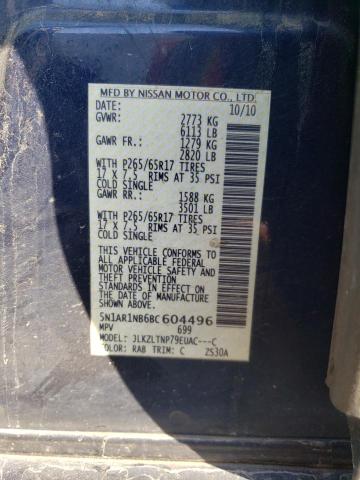 MFD BY NISSAN MOTOR CO., LTD.
DATE: 10/10
GVWR: 2773 KG
6113 LB
GAWR FR.: 1279 KG
2820 LB
WITH P265/65R17 TIRES
17 X 7.5 RIMS AT 35 PSI
COLD SINGLE
GAWR RR.: 1588 KG
3501 LB
WITH P265/65R17 TIRES
17 X 7.5 RIMS AT 35 PSI
COLD SINGLE
THIS VEHICLE CONFORMS TO ALL
APPLICABLE FEDERAL MOTOR
MOTOR VEHICLE SAFETY AND
THEFT PREVENTION
STANDARDS IN EFFECT ON THE
DATE OF MANUFACTURE SHOWN
ABOVE.
5N1AR1NB6BC604496
MPV 699
MODEL: JLKZLTNP79EUAC---C
COLOR: RAB TRIM: C ZS30A